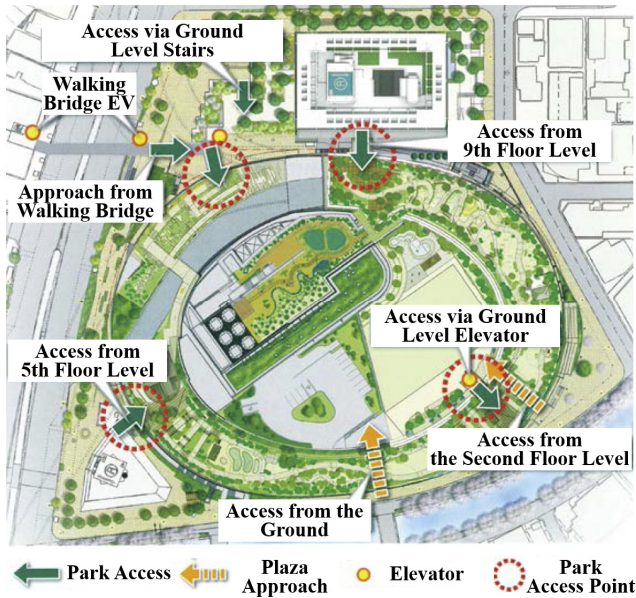 Access via Ground
Level Stairs
Walking
Bridge EV
Access from
9th Floor Level
Approach from
Walking Bridge
Access via Ground
Level Elevator
Access from
5th Floor Level
Access from
the Second Floor Level
Access from the
Ground
Park Access
Plaza
Approach
Elevator
Park
Access Point